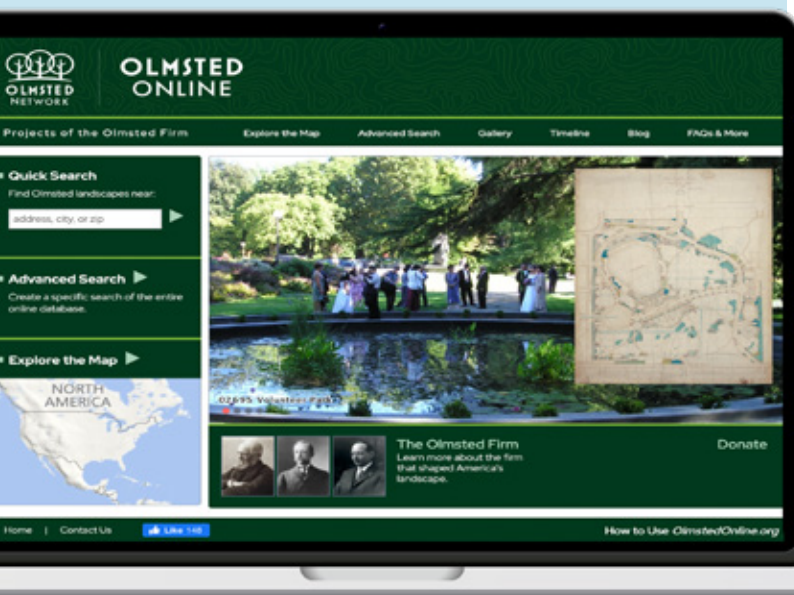 OLMSTED
NETWORK
OLMSTED
ONLINE
Projects of the Olmsted Firm
Explore the Map
Advanced Search
Gallery
Timeline
Blog
FAQs & More
Quick Search
Find Olmsted landscapes near:
address, city, or zip
Advanced Search
Create a specific search of the entire
online database.
Explore the Map
NORTH
AMERICA
02695 Volunteer Park
The Olmsted Firm
Learn more about the firm
that shaped America's
landscape.
Donate
Home | Contact Us
Like 148
How to Use OlmstedOnline.org